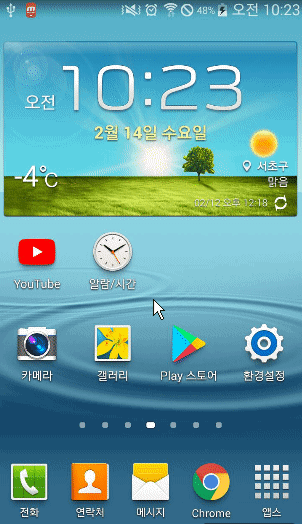 48% 오전 10:23
오전 10:23
2월 14일 수요일
-4℃
서초구
맑음
02/12 오후 12:18
YouTube 알람/시간
카메라 갤러리 Play 스토어 환경설정
전화 연락처 메시지 Chrome 앱스